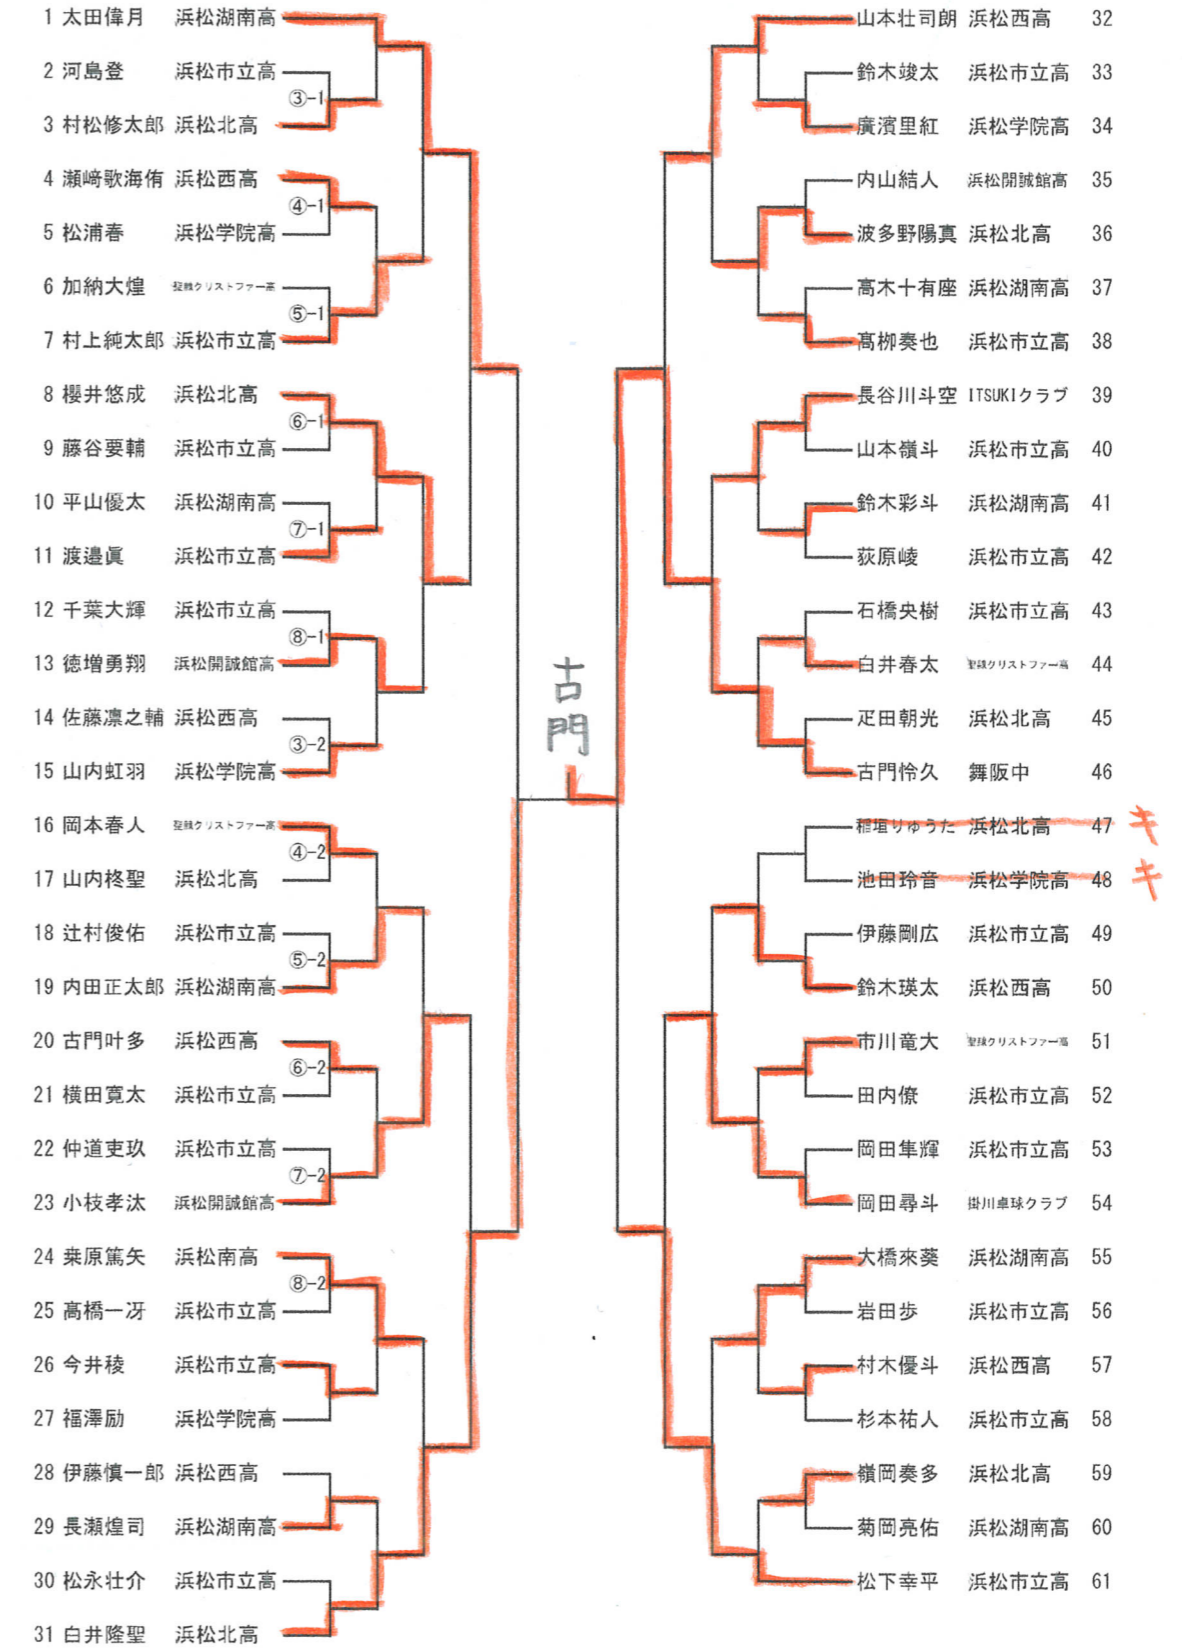 1 太田偉月 浜松湖南高
2 河島登 浜松市立高
③-1
3 村松修太郎 浜松北高
4 瀬﨑歌海侑 浜松西高
④-1
5 松浦春 浜松学院高
6 加納大煌 聖隷クリストファー高
⑤-1
7 村上純太郎 浜松市立高
8 櫻井悠成 浜松北高
⑥-1
9 藤谷要輔 浜松市立高
10 平山優太 浜松湖南高
⑦-1
11 渡邉眞 浜松市立高
12 千葉大輝 浜松市立高
⑧-1
13 徳増勇翔 浜松開誠館高
14 佐藤凛之輔 浜松西高
③-2
15 山内虹羽 浜松学院高
16 岡本春人 聖隷クリストファー高
④-2
17 山内柊聖 浜松北高
18 辻村俊佑 浜松市立高
⑤-2
19 内田正太郎 浜松湖南高
20 古門叶多 浜松西高
⑥-2
21 横田寛太 浜松市立高
22 仲道吏玖 浜松市立高
⑦-2
23 小枝孝汰 浜松開誠館高
24 桒原篤矢 浜松南高
⑧-2
25 高橋一冴 浜松市立高
26 今井稜 浜松市立高
27 福澤励 浜松学院高
28 伊藤慎一郎 浜松西高
29 長瀬煌司 浜松湖南高
30 松永壮介 浜松市立高
31 白井隆聖 浜松北高
古門
山本壮司朗 浜松西高 32
鈴木竣太 浜松市立高 33
廣濱里紅 浜松学院高 34
内山結人 浜松開誠館高 35
波多野陽真 浜松北高 36
高木十有座 浜松湖南高 37
髙栁奏也 浜松市立高 38
長谷川斗空 ITSUKIクラブ 39
山本嶺斗 浜松市立高 40
鈴木彩斗 浜松湖南高 41
荻原崚 浜松市立高 42
石橋央樹 浜松市立高 43
白井春太 聖隷クリストファー高 44
疋田朝光 浜松北高 45
古門怜久 舞阪中 46
稲垣りゅうた 浜松北高 47 キ
池田玲音 浜松学院高 48 キ
伊藤剛広 浜松市立高 49
鈴木瑛太 浜松西高 50
市川竜大 聖隷クリストファー高 51
田内僚 浜松市立高 52
岡田隼輝 浜松市立高 53
岡田尋斗 掛川卓球クラブ 54
大橋來葵 浜松湖南高 55
岩田歩 浜松市立高 56
村木優斗 浜松西高 57
杉本祐人 浜松市立高 58
嶺岡奏多 浜松北高 59
菊岡亮佑 浜松湖南高 60
松下幸平 浜松市立高 61